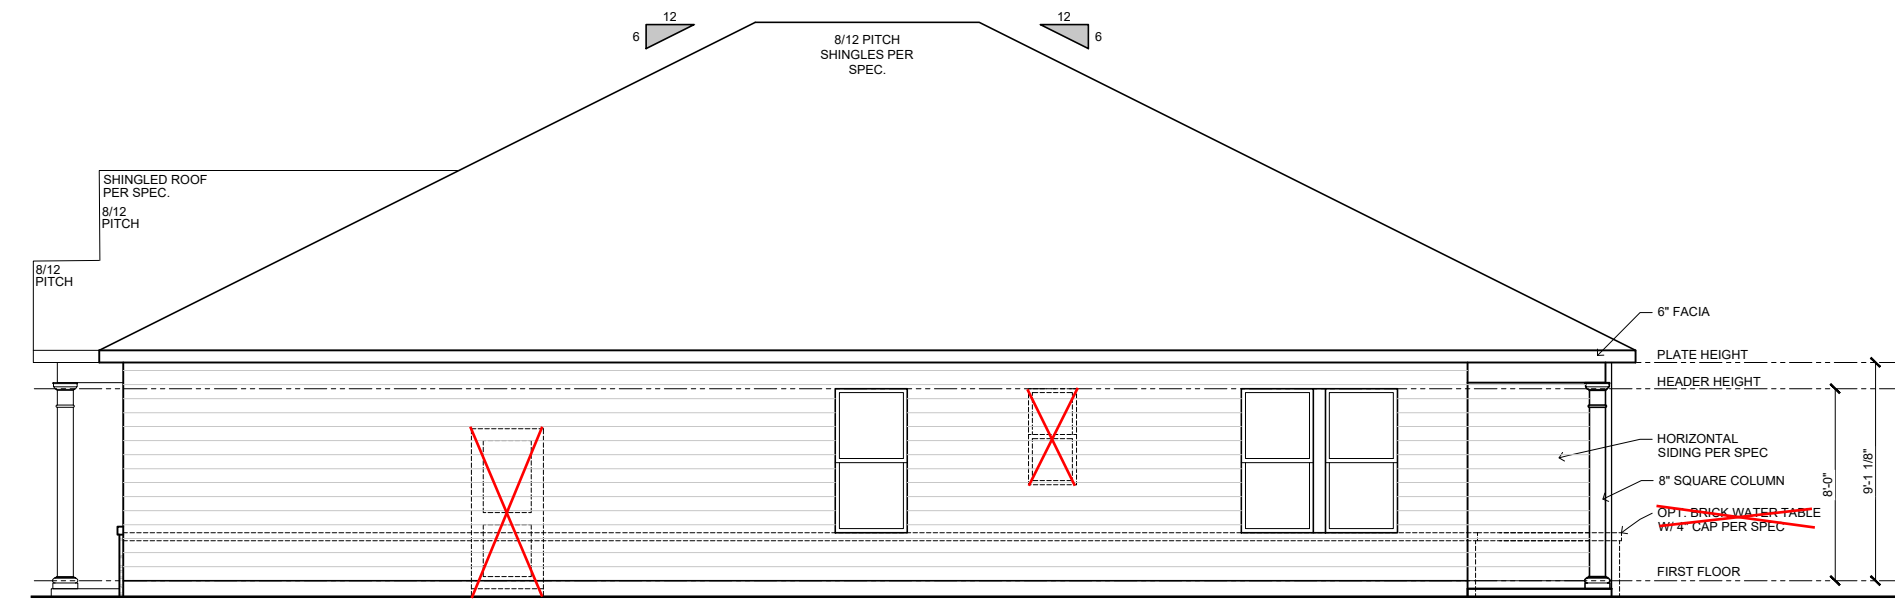 12
6
12
6
8/12 PITCH
SHINGLES PER
SPEC.
SHINGLED ROOF
PER SPEC.
8/12
PITCH
8/12
PITCH
6" FACIA
PLATE HEIGHT
HEADER HEIGHT
HORIZONTAL
SIDING PER SPEC
8" SQUARE COLUMN
OPT. BRICK WATER TABLE
W/ 4" CAP PER SPEC
FIRST FLOOR
8'-0"
9'-1 1/8"